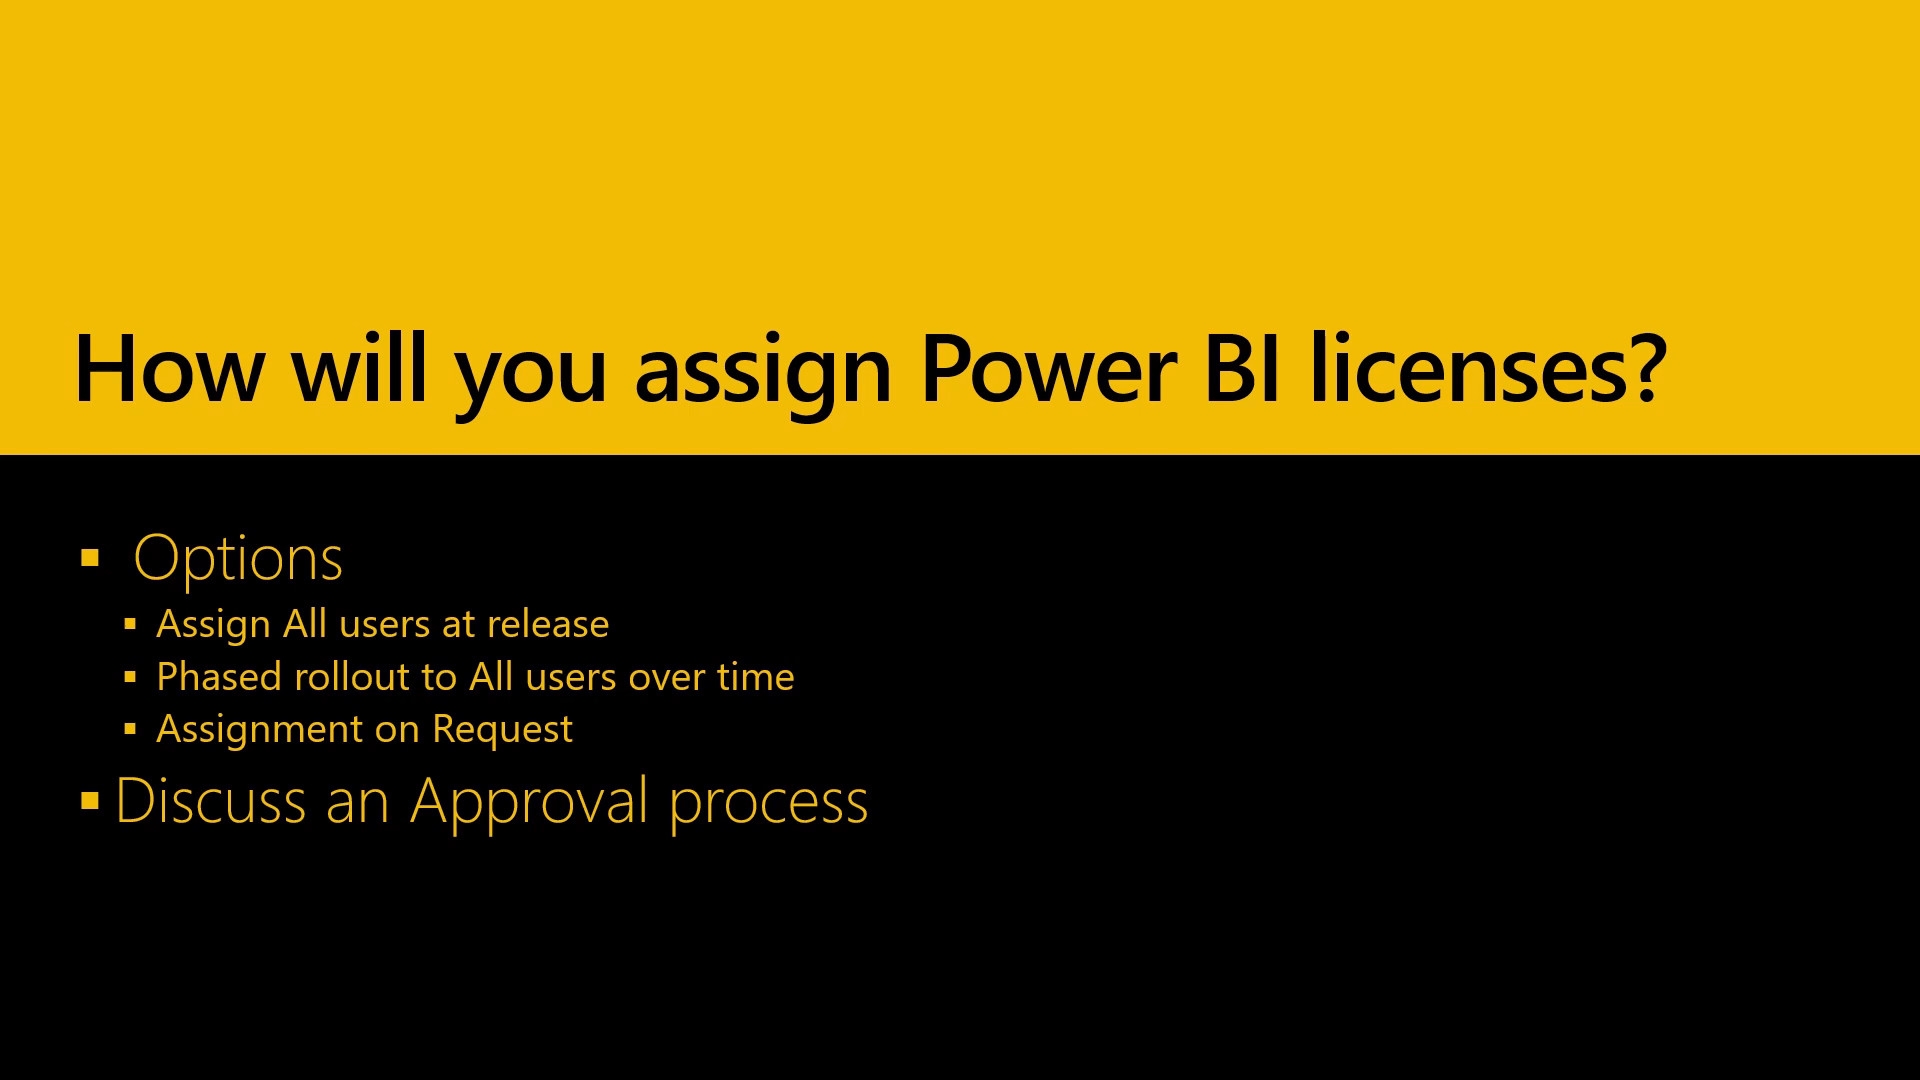 How will you assign Power BI licenses?
▪ Options
▪ Assign All users at release
▪ Phased rollout to All users over time
▪ Assignment on Request
▪ Discuss an Approval process